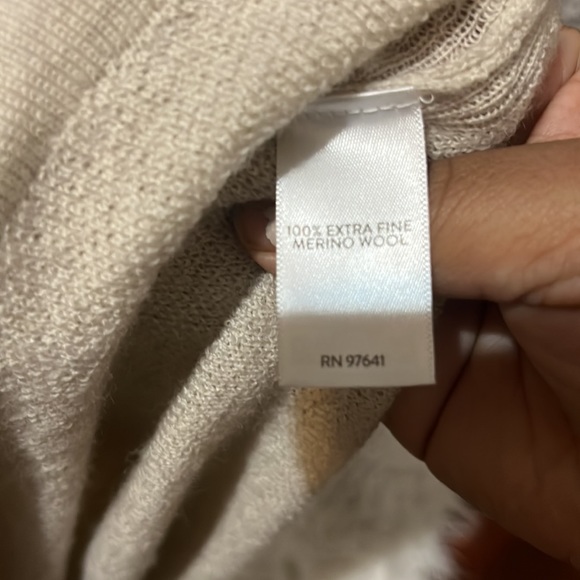 100% EXTRA FINE
MERINO WOOL
RN 97641